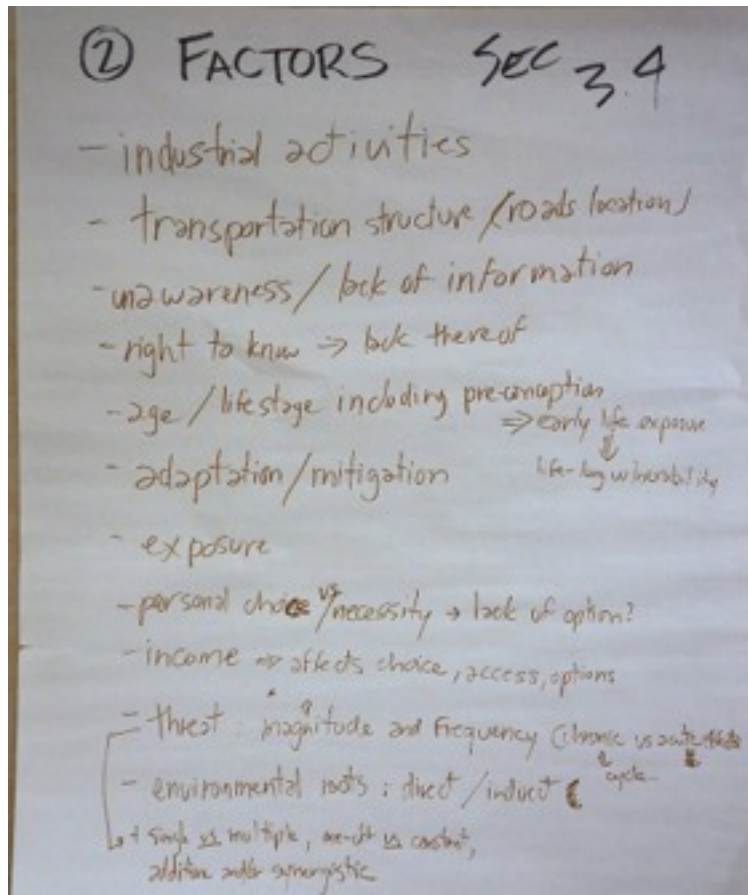 ② FACTORS SEC 3.4
- industrial activities
- transportation structure (roads location)
- unawareness / lack of information
- right to know ⇒ lack thereof
- age / lifestage including pre-conception
⇒ early life exposure
⇓
life-long vulnerability
- adaptation/mitigation
- exposure
- personal choice vs/necessity → lack of option?
- income ⇒ affects choice, access, options
- threat : magnitude and frequency (chronic vs acute effects
cycle
- environmental roots : direct / indirect
→ + single vs multiple, one-off vs constant,
additive and/or synergistic